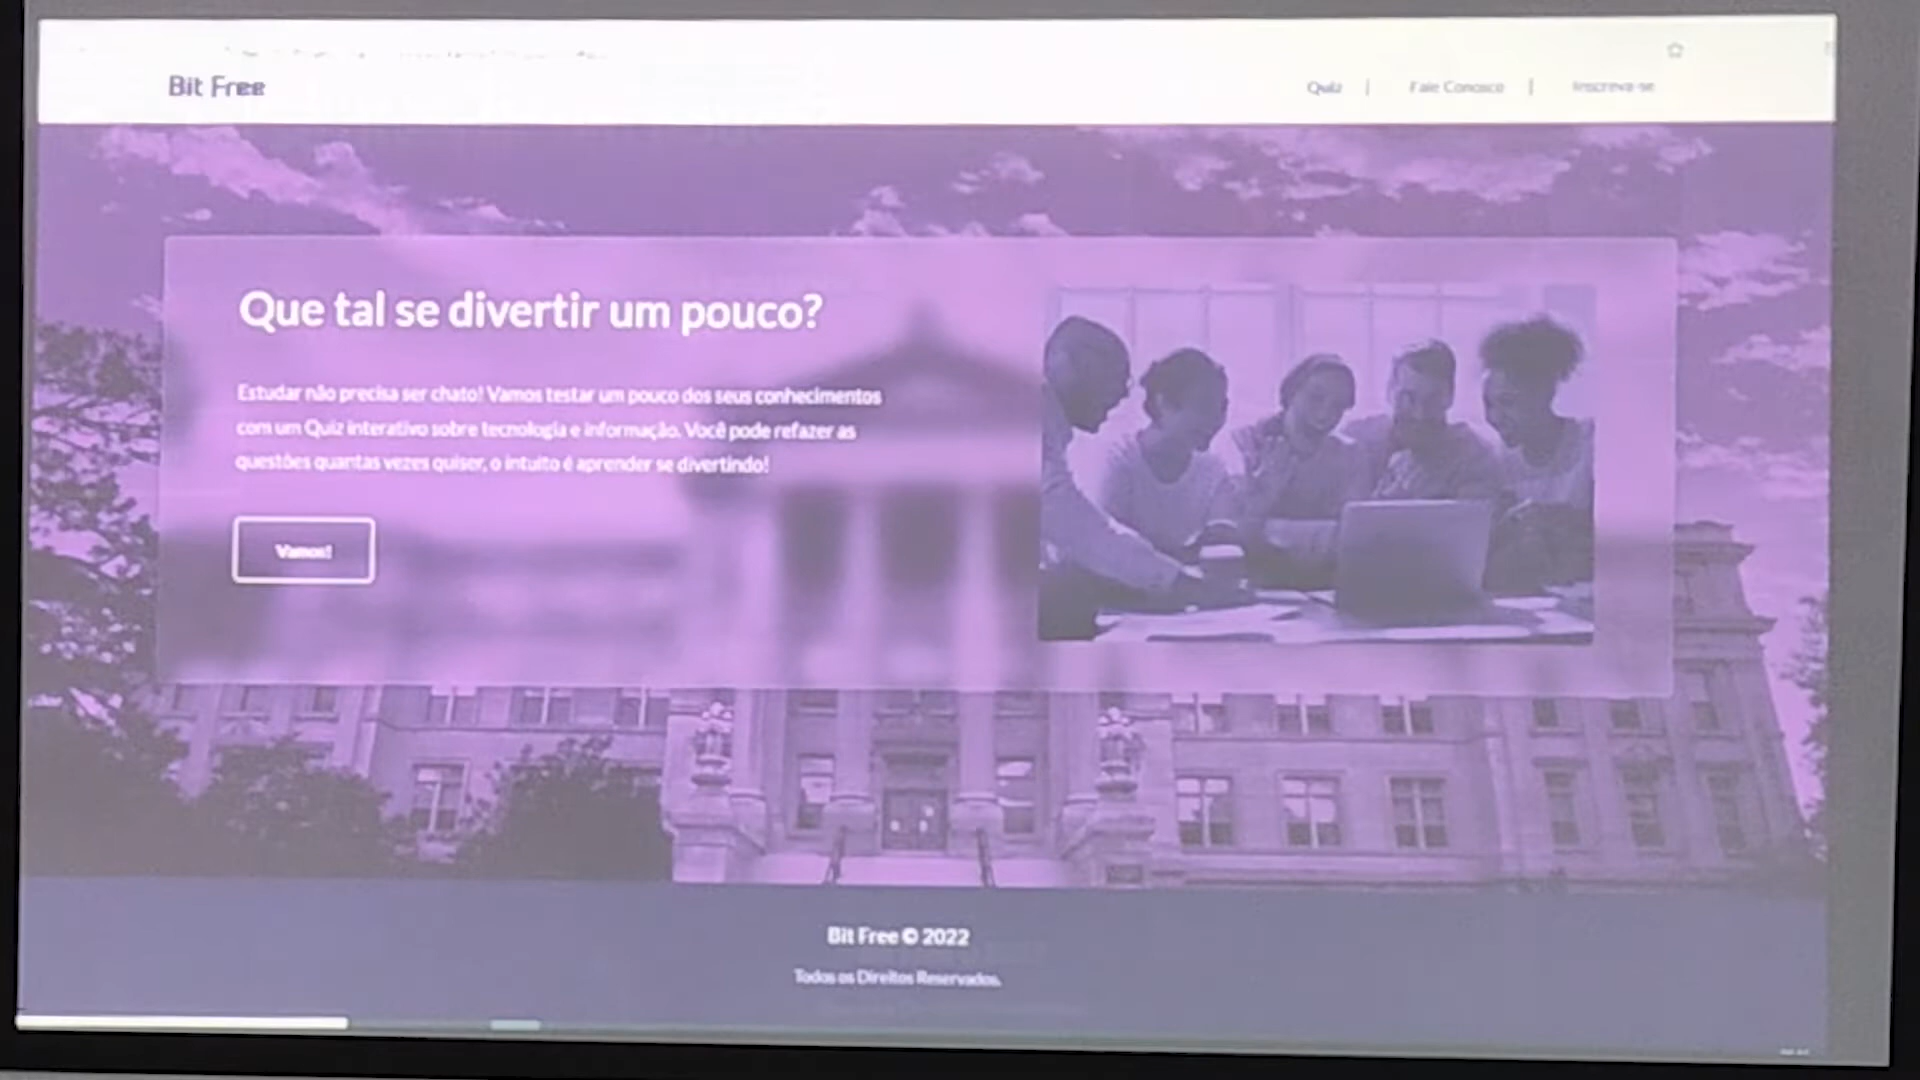 Bit Free
Quiz | Fale Conosco | Inscreva-se
Que tal se divertir um pouco?
Estudar não precisa ser chato! Vamos testar um pouco dos seus conhecimentos
com um Quiz interativo sobre tecnologia e informação. Você pode refazer as
questões quantas vezes quiser, o intuito é aprender se divertindo!
Vamos!
Bit Free © 2022
Todos os Direitos Reservados.